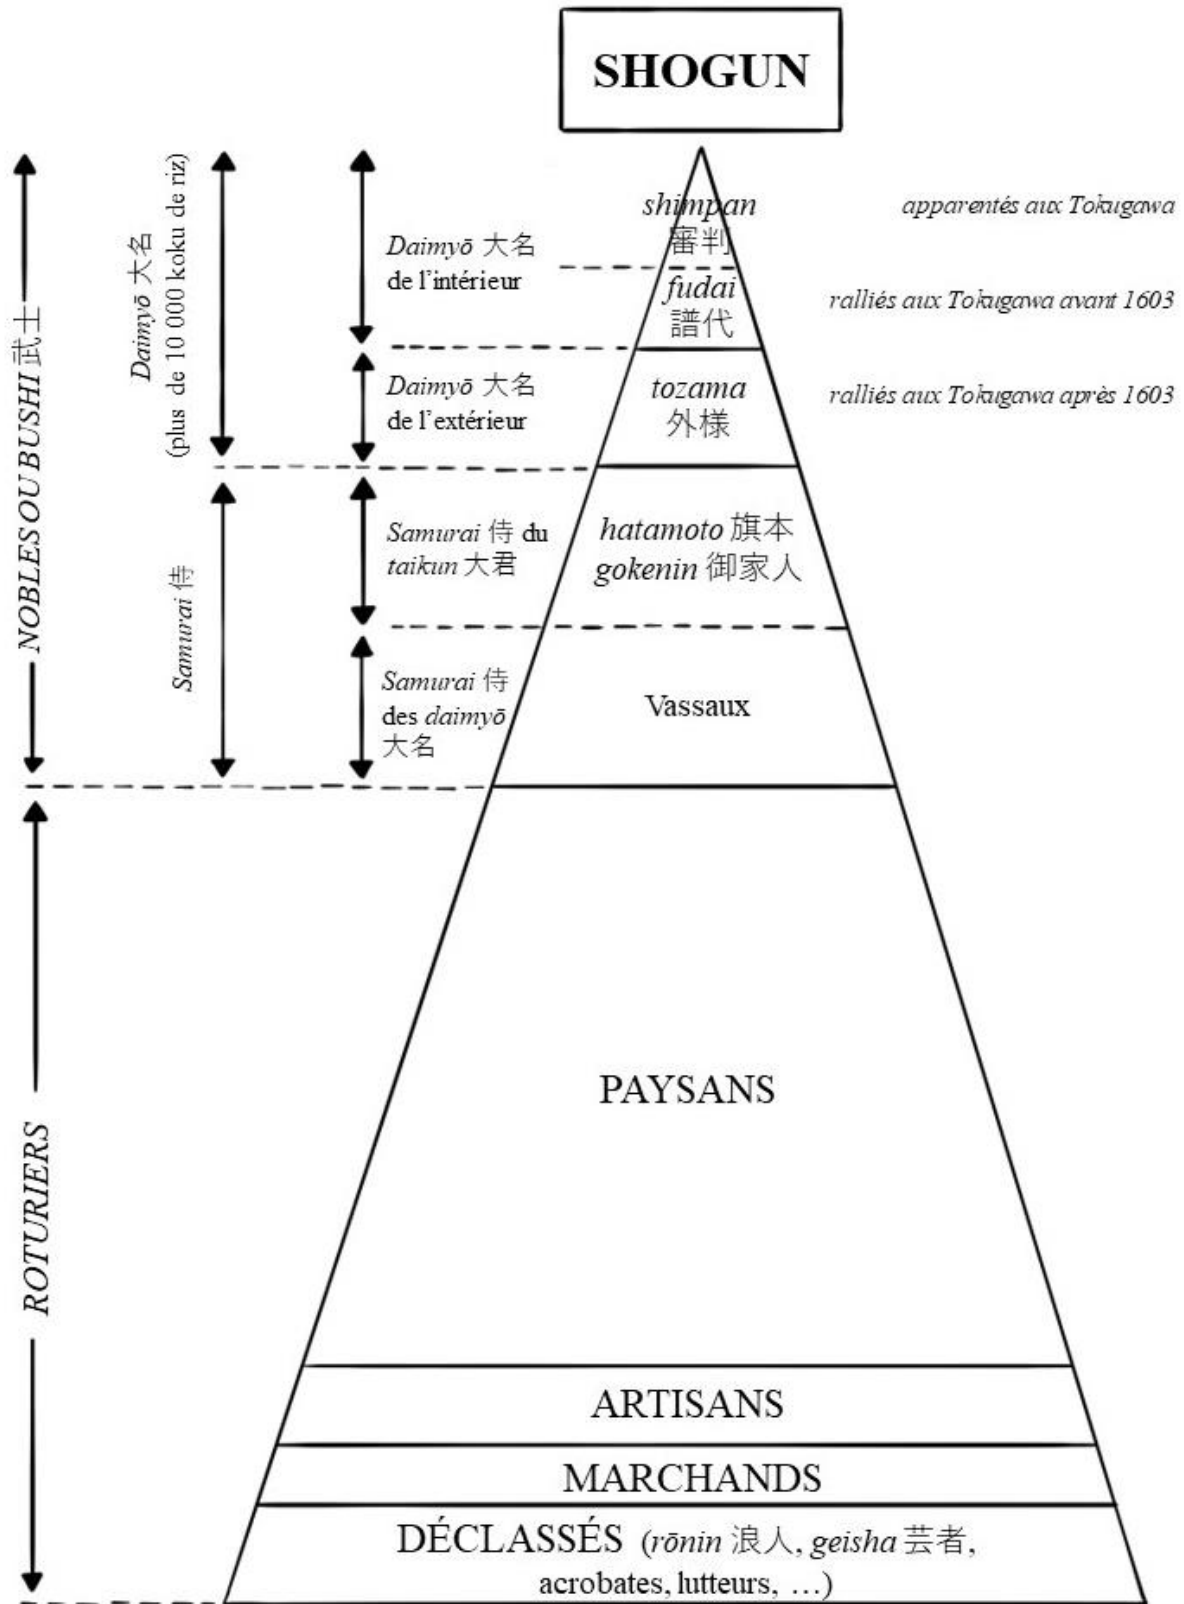 SHOGUN
NOBLES OU BUSHI 武士
Daimyō 大名
(plus de 10 000 koku de riz)
Daimyō 大名
de l'intérieur
shimpan
審判
apparentés aux Tokugawa
fudai
譜代
ralliés aux Tokugawa avant 1603
Daimyō 大名
de l'extérieur
tozama
外様
ralliés aux Tokugawa après 1603
Samurai 侍
Samurai 侍 du
taikun 大君
hatamoto 旗本
gokenin 御家人
Samurai 侍
des daimyō
大名
Vassaux
ROTURIERS
PAYSANS
ARTISANS
MARCHANDS
DÉCLASSÉS (rōnin 浪人, geisha 芸者,
acrobates, lutteurs, …)